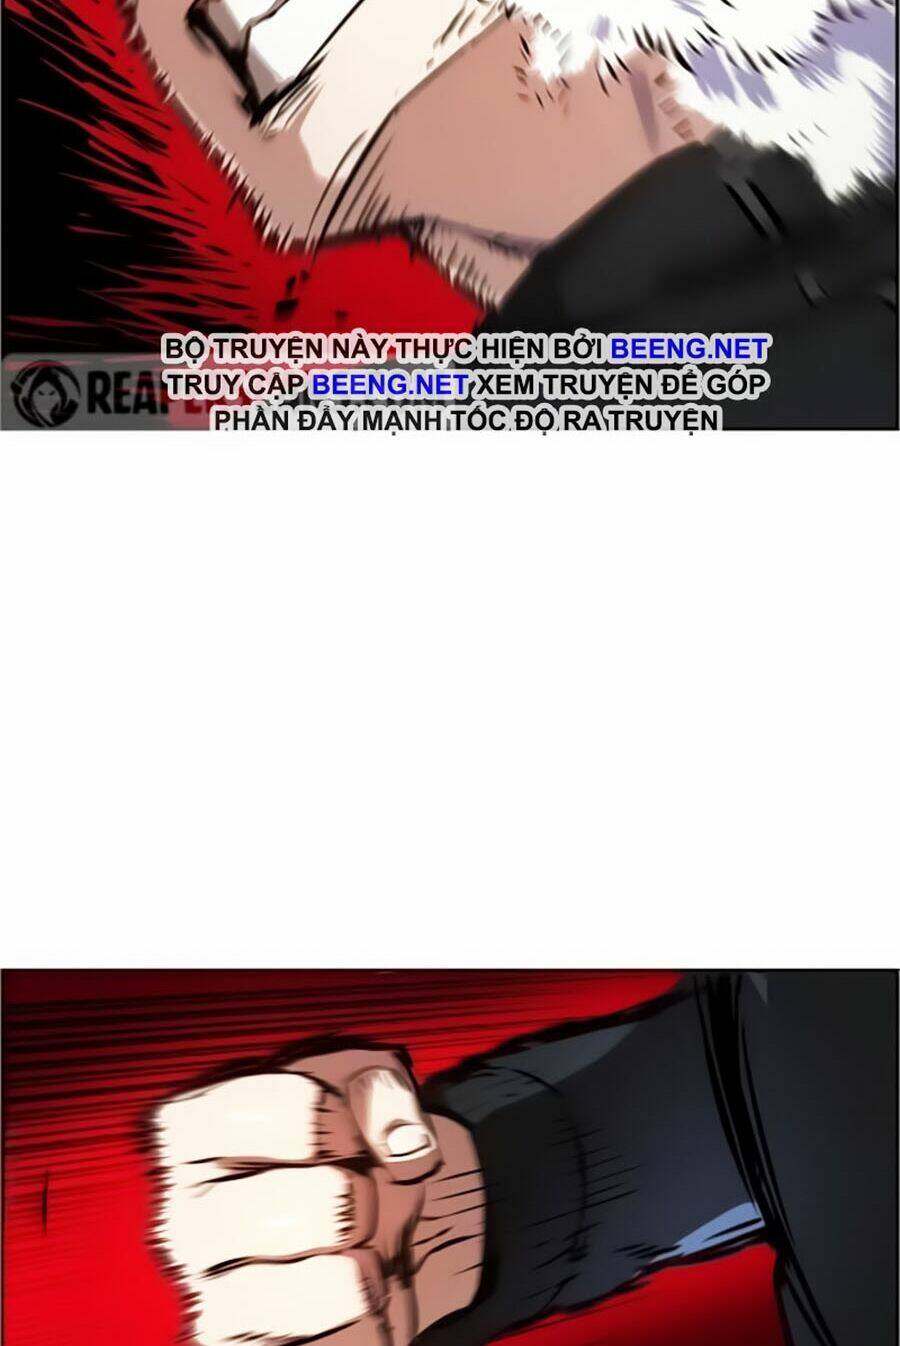 BỘ TRUYỆN NÀY THỰC HIỆN BỞI BEENG.NET
TRUY CẬP BEENG.NET XEM TRUYỆN ĐỂ GÓP
PHẦN ĐẨY MẠNH TỐC ĐỘ RA TRUYỆN